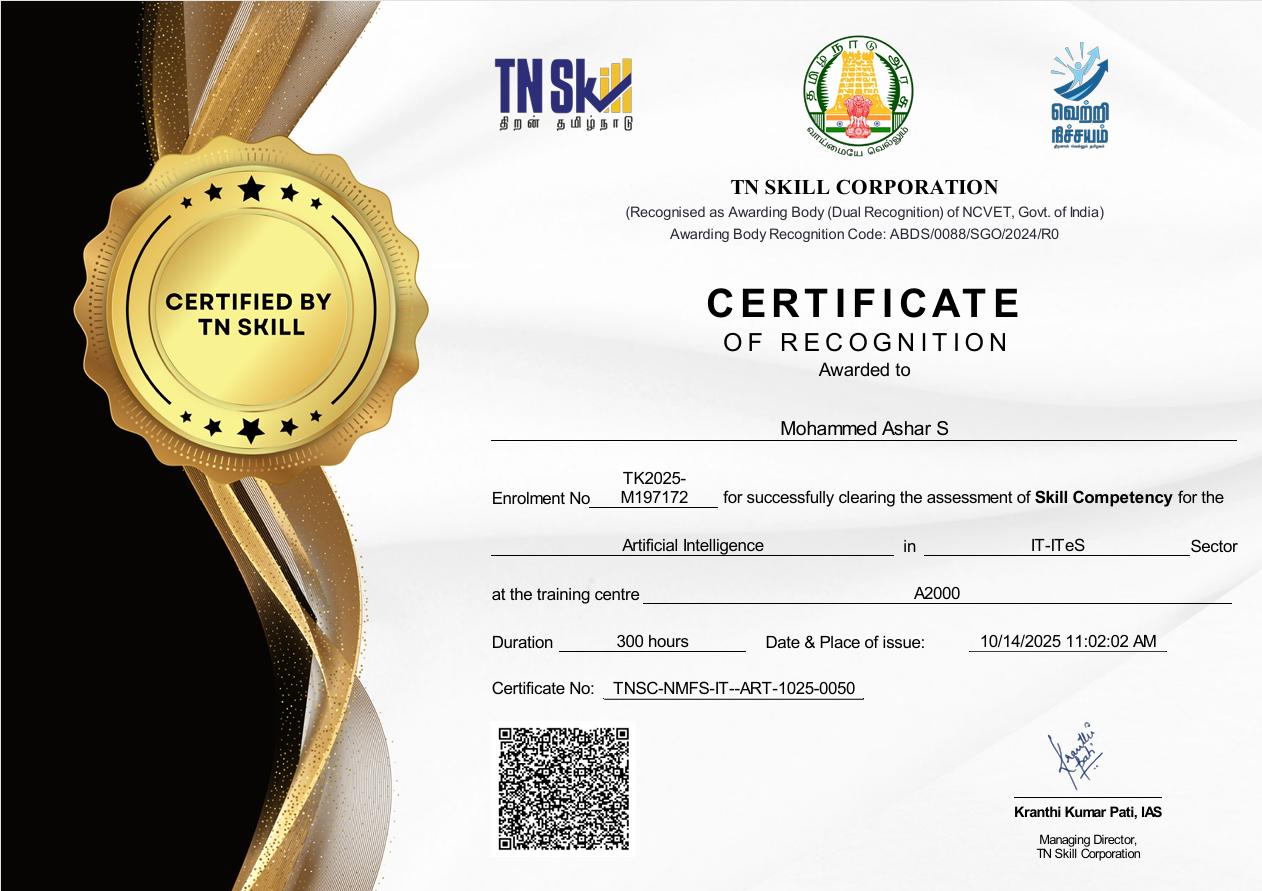 TN Skill
திறன் தமிழ்நாடு
தமிழ்நாடு அரசு
வாய்மையே வெல்லும்
வெற்றி
நிச்சயம்
TN SKILL CORPORATION
(Recognised as Awarding Body (Dual Recognition) of NCVET, Govt. of India)
Awarding Body Recognition Code: ABDS/0088/SGO/2024/R0
CERTIFIED BY
TN SKILL
CERTIFICATE
OF RECOGNITION
Awarded to
Mohammed Ashar S
Enrolment No TK2025-
M197172 for successfully clearing the assessment of Skill Competency for the
Artificial Intelligence in IT-ITeS Sector
at the training centre A2000
Duration 300 hours Date & Place of issue: 10/14/2025 11:02:02 AM
Certificate No: TNSC-NMFS-IT--ART-1025-0050
Kranthi
Kranthi Kumar Pati, IAS
Managing Director,
TN Skill Corporation